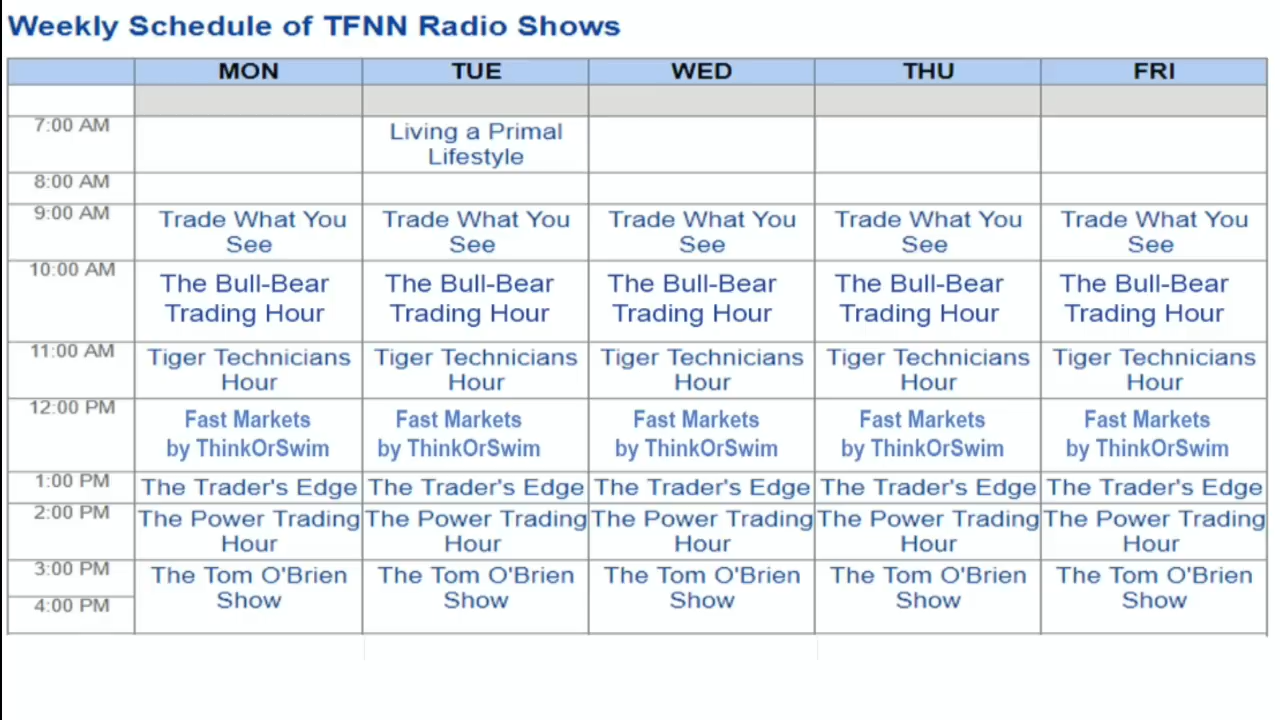 Weekly Schedule of TFNN Radio Shows
MON TUE WED THU FRI
7:00 AM
Living a Primal
Lifestyle
8:00 AM
9:00 AM
Trade What You Trade What You Trade What You Trade What You Trade What You
See See See See See
10:00 AM
The Bull-Bear The Bull-Bear The Bull-Bear The Bull-Bear The Bull-Bear
Trading Hour Trading Hour Trading Hour Trading Hour Trading Hour
11:00 AM
Tiger Technicians Tiger Technicians Tiger Technicians Tiger Technicians Tiger Technicians
Hour Hour Hour Hour Hour
12:00 PM
Fast Markets Fast Markets Fast Markets Fast Markets Fast Markets
by ThinkOrSwim by ThinkOrSwim by ThinkOrSwim by ThinkOrSwim by ThinkOrSwim
1:00 PM
The Trader's Edge The Trader's Edge The Trader's Edge The Trader's Edge The Trader's Edge
2:00 PM
The Power Trading The Power Trading The Power Trading The Power Trading The Power Trading
Hour Hour Hour Hour Hour
3:00 PM
The Tom O'Brien The Tom O'Brien The Tom O'Brien The Tom O'Brien The Tom O'Brien
Show Show Show Show Show
4:00 PM